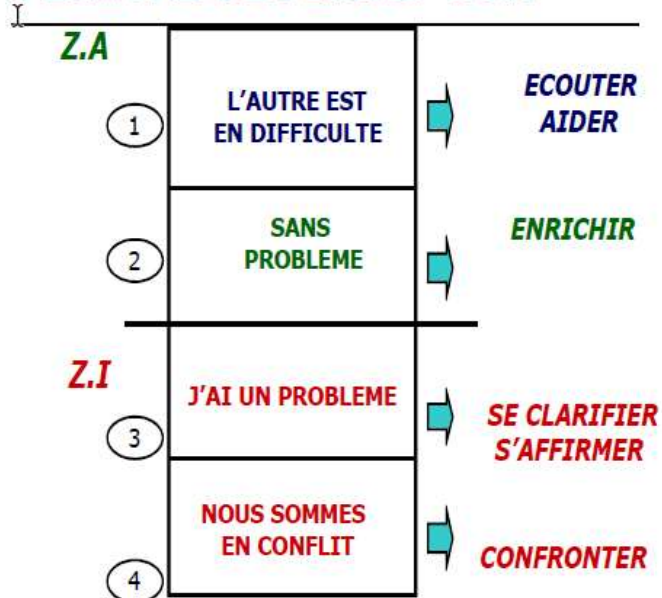 Z.A
1
L'AUTRE EST
EN DIFFICULTE
ECOUTER
AIDER
2
SANS
PROBLEME
ENRICHIR
Z.I
3
J'AI UN PROBLEME
SE CLARIFIER
S'AFFIRMER
4
NOUS SOMMES
EN CONFLIT
CONFRONTER